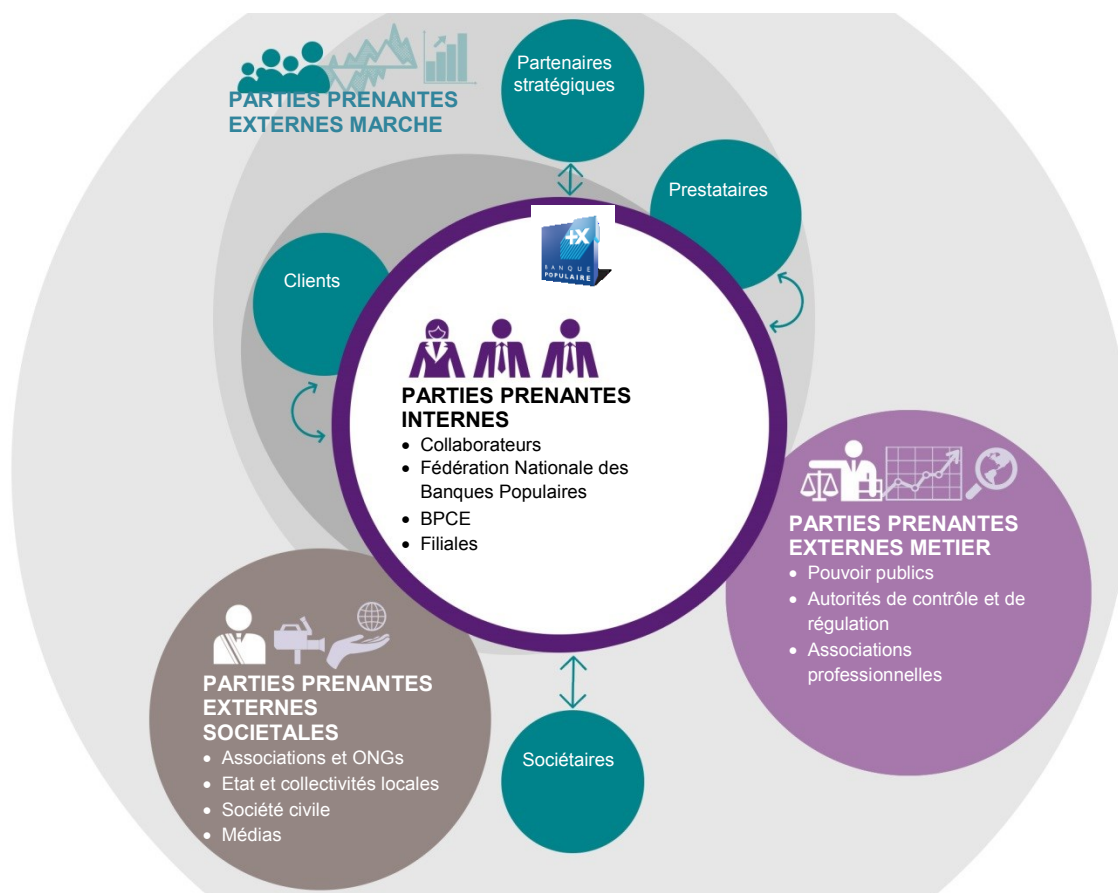 PARTIES PRENANTES
EXTERNES MARCHE
Partenaires
stratégiques
Prestataires
Clients
+X
BANQUE
POPULAIRE
PARTIES PRENANTES
INTERNES
• Collaborateurs
• Fédération Nationale des
Banques Populaires
• BPCE
• Filiales
PARTIES PRENANTES
EXTERNES METIER
• Pouvoir publics
• Autorités de contrôle et de
régulation
• Associations
professionnelles
PARTIES PRENANTES
EXTERNES
SOCIETALES
• Associations et ONGs
• Etat et collectivités locales
• Société civile
• Médias
Sociétaires